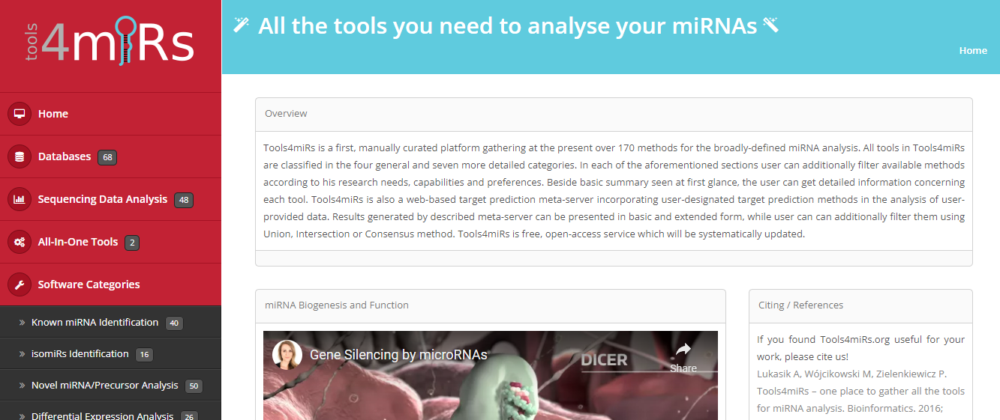 tools
4miRs
Home
Databases 68
Sequencing Data Analysis 48
All-In-One Tools 2
Software Categories
» Known miRNA Identification 40
» isomiRs Identification 16
» Novel miRNA/Precursor Analysis 50
» Differential Expression Analysis 26
All the tools you need to analyse your miRNAs
Home
Overview
Tools4miRs is a first, manually curated platform gathering at the present over 170 methods for the broadly-defined miRNA analysis. All tools in Tools4miRs
are classified in the four general and seven more detailed categories. In each of the aforementioned sections user can additionally filter available methods
according to his research needs, capabilities and preferences. Beside basic summary seen at first glance, the user can get detailed information concerning
each tool. Tools4miRs is also a web-based target prediction meta-server incorporating user-designated target prediction methods in the analysis of user-
provided data. Results generated by described meta-server can be presented in basic and extended form, while user can can additionally filter them using
Union, Intersection or Consensus method. Tools4miRs is free, open-access service which will be systematically updated.
miRNA Biogenesis and Function
Gene Silencing by microRNAs
DICER
Share
Citing / References
If you found Tools4miRs.org useful for your
work, please cite us!
Lukasik A, Wójcikowski M, Zielenkiewicz P.
Tools4miRs – one place to gather all the tools
for miRNA analysis. Bioinformatics. 2016;